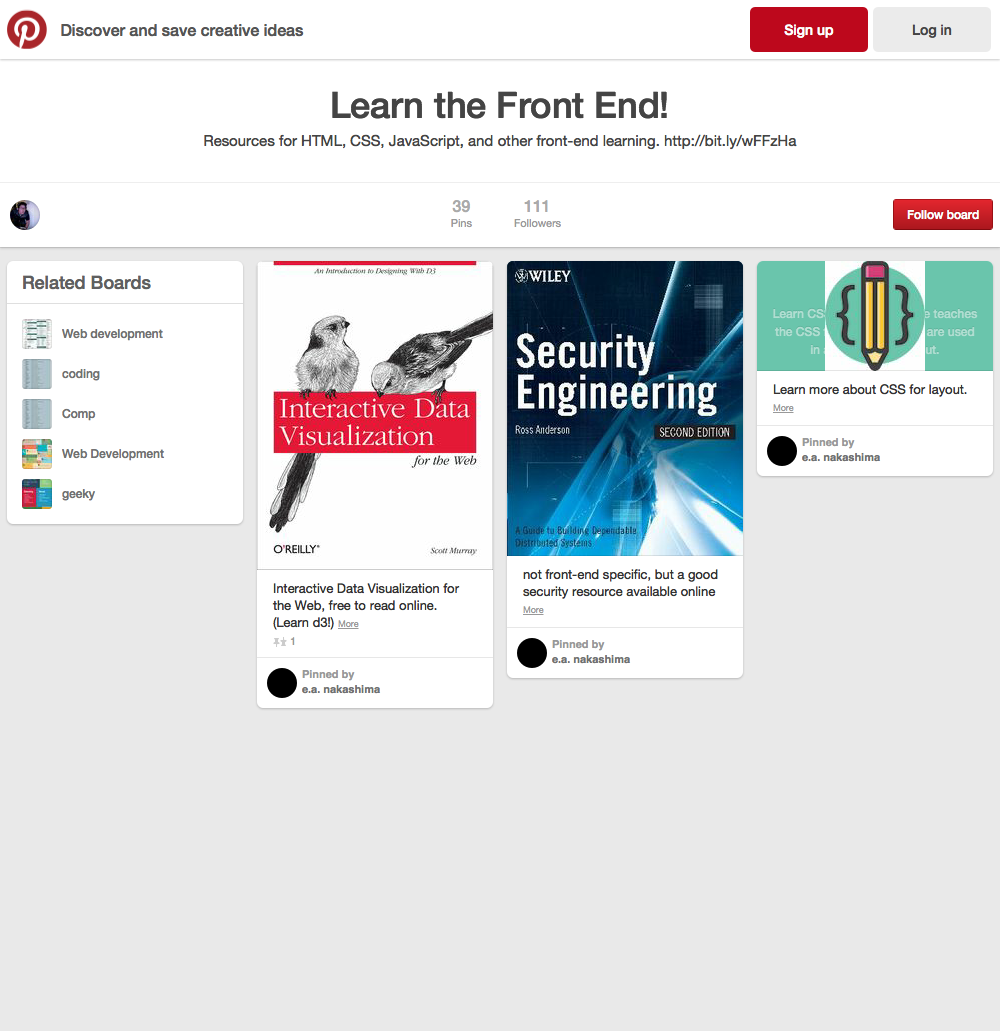 Discover and save creative ideas
Sign up
Log in
Learn the Front End!
Resources for HTML, CSS, JavaScript, and other front-end learning. http://bit.ly/wFFzHa
39
Pins
111
Followers
Follow board
Related Boards
Web development
coding
Comp
Web Development
geeky
An Introduction to Designing With D3
Interactive Data
Visualization
for the Web
O'REILLY®
Scott Murray
Interactive Data Visualization for
the Web, free to read online.
(Learn d3!) More
1
Pinned by
e.a. nakashima
WILEY
Security
Engineering
Ross Anderson
SECOND EDITION
A Guide to Building Dependable
Distributed Systems
not front-end specific, but a good
security resource available online
More
Pinned by
e.a. nakashima
Learn CS teaches
the CSS are used
in
Learn more about CSS for layout.
More
Pinned by
e.a. nakashima